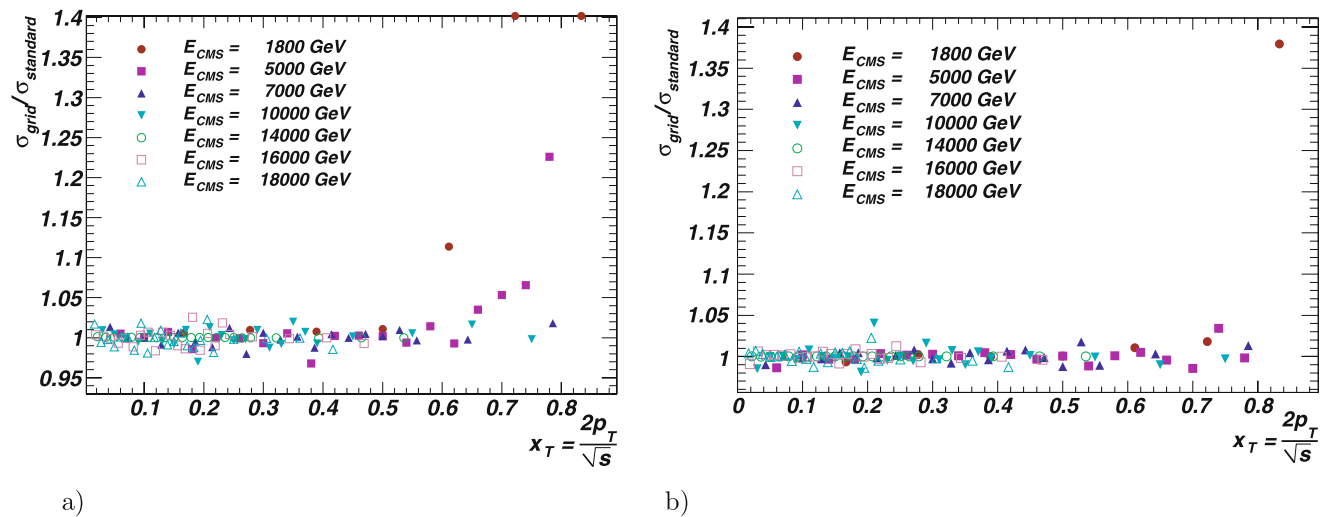 σ_grid/σ_standard
1.4
1.35
1.3
1.25
1.2
1.15
1.1
1.05
1
0.95
E_CMS = 1800 GeV
E_CMS = 5000 GeV
E_CMS = 7000 GeV
E_CMS = 10000 GeV
E_CMS = 14000 GeV
E_CMS = 16000 GeV
E_CMS = 18000 GeV
0.1 0.2 0.3 0.4 0.5 0.6 0.7 0.8
x_T = 2p_T/√s
a)
σ_grid/σ_standard
1.4
1.35
1.3
1.25
1.2
1.15
1.1
1.05
1
E_CMS = 1800 GeV
E_CMS = 5000 GeV
E_CMS = 7000 GeV
E_CMS = 10000 GeV
E_CMS = 14000 GeV
E_CMS = 16000 GeV
E_CMS = 18000 GeV
0 0.1 0.2 0.3 0.4 0.5 0.6 0.7 0.8
x_T = 2p_T/√s
b)